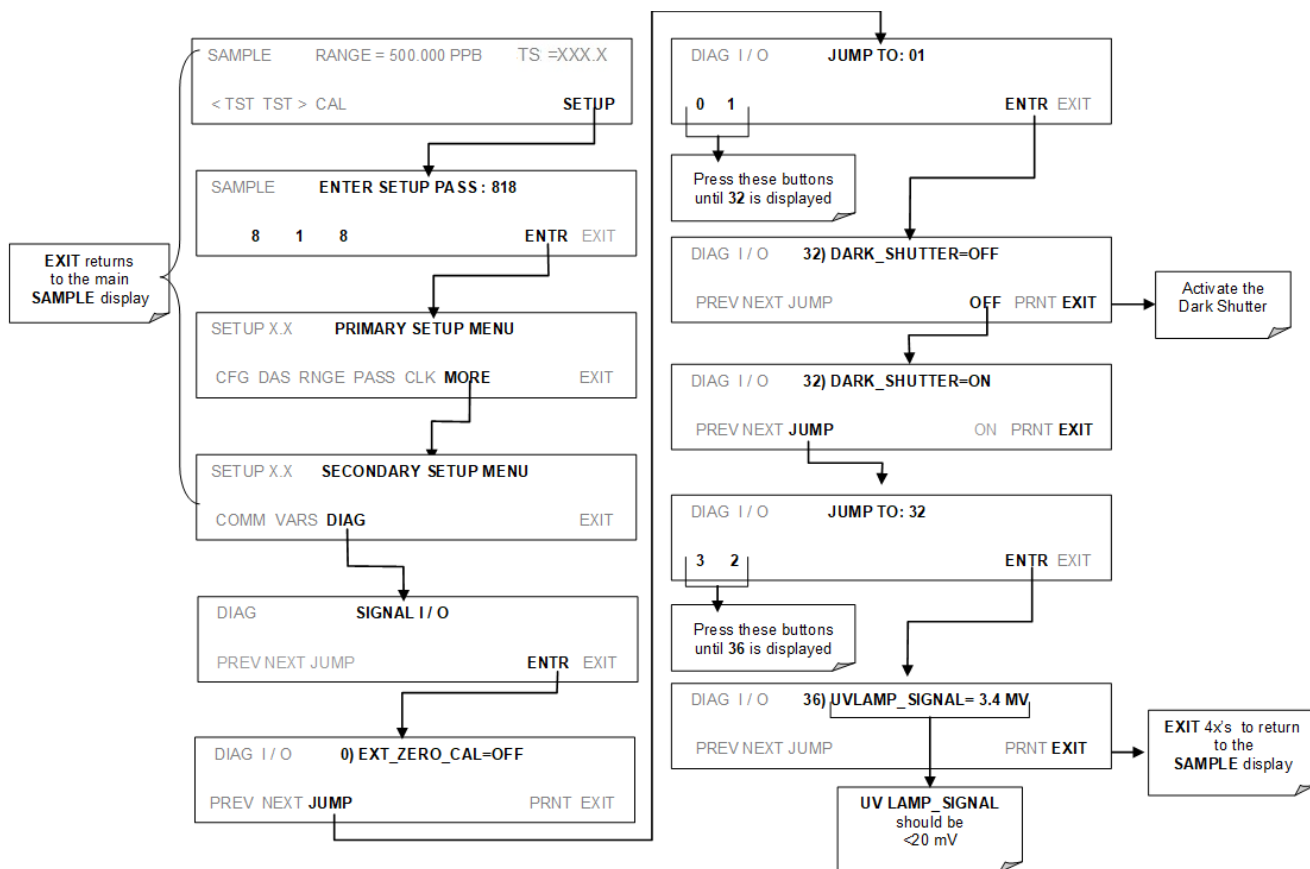 SAMPLE RANGE = 500.000 PPB TS =XXX.X
< TST TST > CAL SETUP
SAMPLE ENTER SETUP PASS : 818
8 1 8 ENTR EXIT
EXIT returns
to the main
SAMPLE display
SETUP X.X PRIMARY SETUP MENU
CFG DAS RNGE PASS CLK MORE EXIT
SETUP X.X SECONDARY SETUP MENU
COMM VARS DIAG EXIT
DIAG SIGNAL I / O
PREV NEXT JUMP ENTR EXIT
DIAG I / O 0) EXT_ZERO_CAL=OFF
PREV NEXT JUMP PRNT EXIT
DIAG I / O JUMP TO: 01
0 1 ENTR EXIT
Press these buttons
until 32 is displayed
DIAG I / O 32) DARK_SHUTTER=OFF
PREV NEXT JUMP OFF PRNT EXIT
Activate the
Dark Shutter
DIAG I / O 32) DARK_SHUTTER=ON
PREV NEXT JUMP ON PRNT EXIT
DIAG I / O JUMP TO: 32
3 2 ENTR EXIT
Press these buttons
until 36 is displayed
DIAG I / O 36) UVLAMP_SIGNAL= 3.4 MV
PREV NEXT JUMP PRNT EXIT
EXIT 4x's to return
to the
SAMPLE display
UV LAMP_SIGNAL
should be
<20 mV